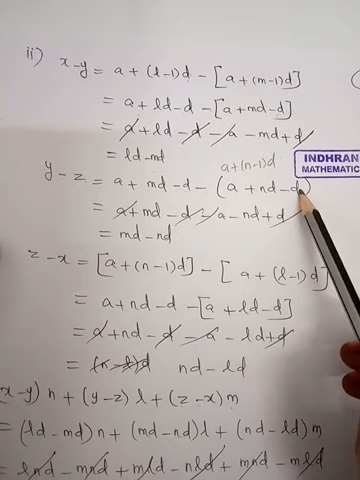 ii) x-y = a + (l-1)d - [a + (m-1)d]
= a + ld - d - [a + md - d]
= a + ld - d - a - md + d
= ld - md
a + (n-1)d
INDHRAN
MATHEMATICS
y - z = a + md - d - (a + nd - d)
= a + md - d - a - nd + d
= md - nd
z - x = [a + (n-1)d] - [a + (l-1)d]
= a + nd - d - [a + ld - d]
= a + nd - d - a - ld + d
= (n-l)d nd - ld
(x-y) n + (y-z) l + (z-x) m
= (ld - md) n + (md - nd) l + (nd - ld) m
= lnd - mnd + mld - nld + mnd - mld